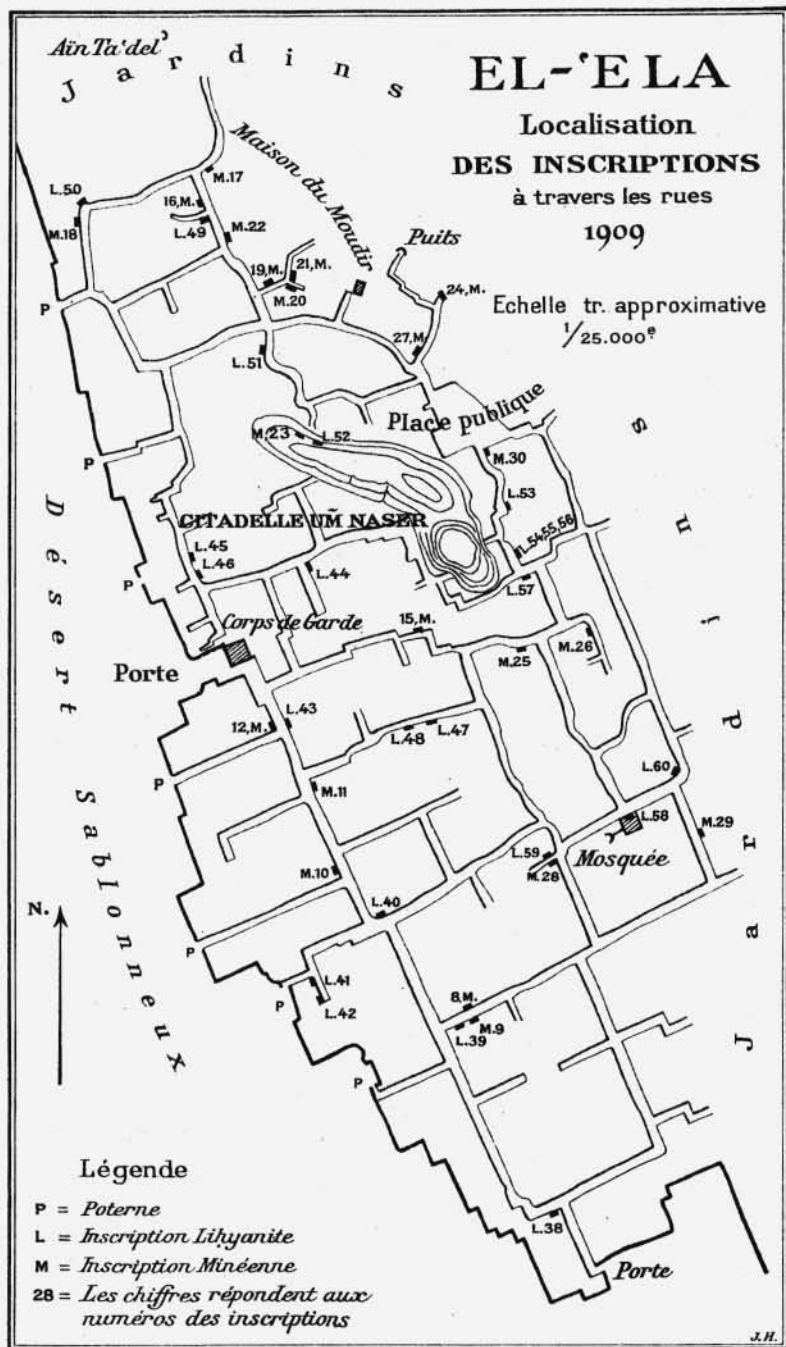 EL-'ELA
Localisation
DES INSCRIPTIONS
à travers les rues
1909
Echelle tr. approximative
1/25.000e
Aïn Ta'del'
Jardins
Maison du Moudir
Puits
M.17
L.50
16,M.
M.18
L.49
M.22
19,M.
21,M.
M.20
24,M.
P
27,M
L.51
Place publique
M.23
L.52
M.30
P
L.53
CITADELLE UM NASER
L.54,55,56
L.45
L.46
L.44
L.57
P
Corps de Garde
15,M.
M.25
M.26
Porte
L.43
12,M.
L.48
L.47
P
M.11
L.60
L.58
M.29
L.59
M.28
Mosquée
M.10
L.40
N.
P
L.41
P
L.42
8,M.
M.9
L.39
P
L.38
Porte
Désert Sablonneux
Jardins
Légende
P = Poterne
L = Inscription Liḥyanite
M = Inscription Minéenne
28 = Les chiffres répondent aux
numéros des inscriptions
J.H.